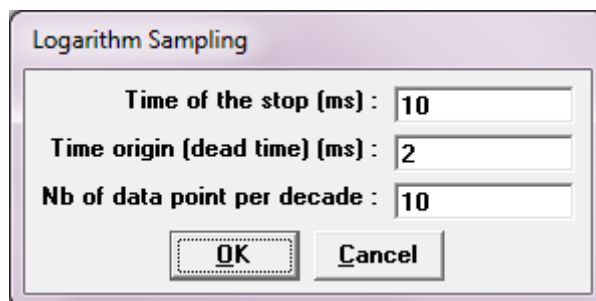 Logarithm Sampling
Time of the stop (ms) : 10
Time origin (dead time) (ms) : 2
Nb of data point per decade : 10
OK Cancel